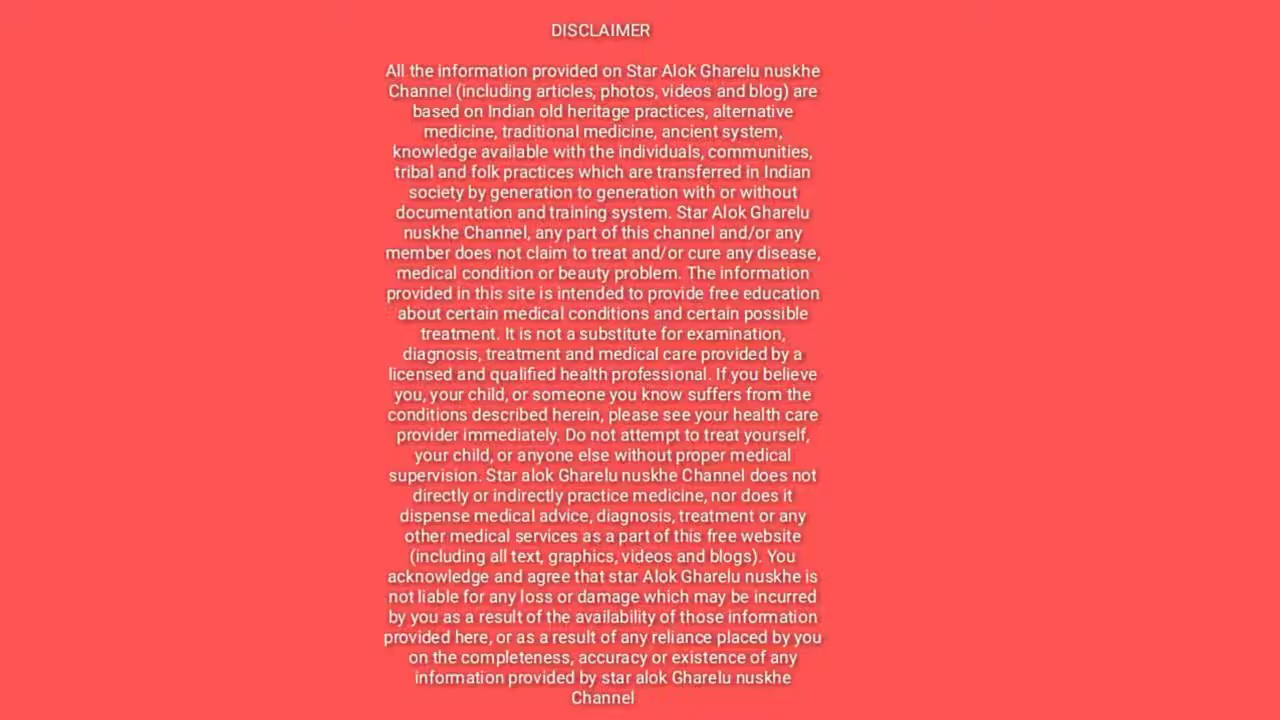 DISCLAIMER
All the information provided on Star Alok Gharelu nuskhe
Channel (including articles, photos, videos and blog) are
based on Indian old heritage practices, alternative
medicine, traditional medicine, ancient system,
knowledge available with the individuals, communities,
tribal and folk practices which are transferred in Indian
society by generation to generation with or without
documentation and training system. Star Alok Gharelu
nuskhe Channel, any part of this channel and/or any
member does not claim to treat and/or cure any disease,
medical condition or beauty problem. The information
provided in this site is intended to provide free education
about certain medical conditions and certain possible
treatment. It is not a substitute for examination,
diagnosis, treatment and medical care provided by a
licensed and qualified health professional. If you believe
you, your child, or someone you know suffers from the
conditions described herein, please see your health care
provider immediately. Do not attempt to treat yourself,
your child, or anyone else without proper medical
supervision. Star alok Gharelu nuskhe Channel does not
directly or indirectly practice medicine, nor does it
dispense medical advice, diagnosis, treatment or any
other medical services as a part of this free website
(including all text, graphics, videos and blogs). You
acknowledge and agree that star Alok Gharelu nuskhe is
not liable for any loss or damage which may be incurred
by you as a result of the availability of those information
provided here, or as a result of any reliance placed by you
on the completeness, accuracy or existence of any
information provided by star alok Gharelu nuskhe
Channel